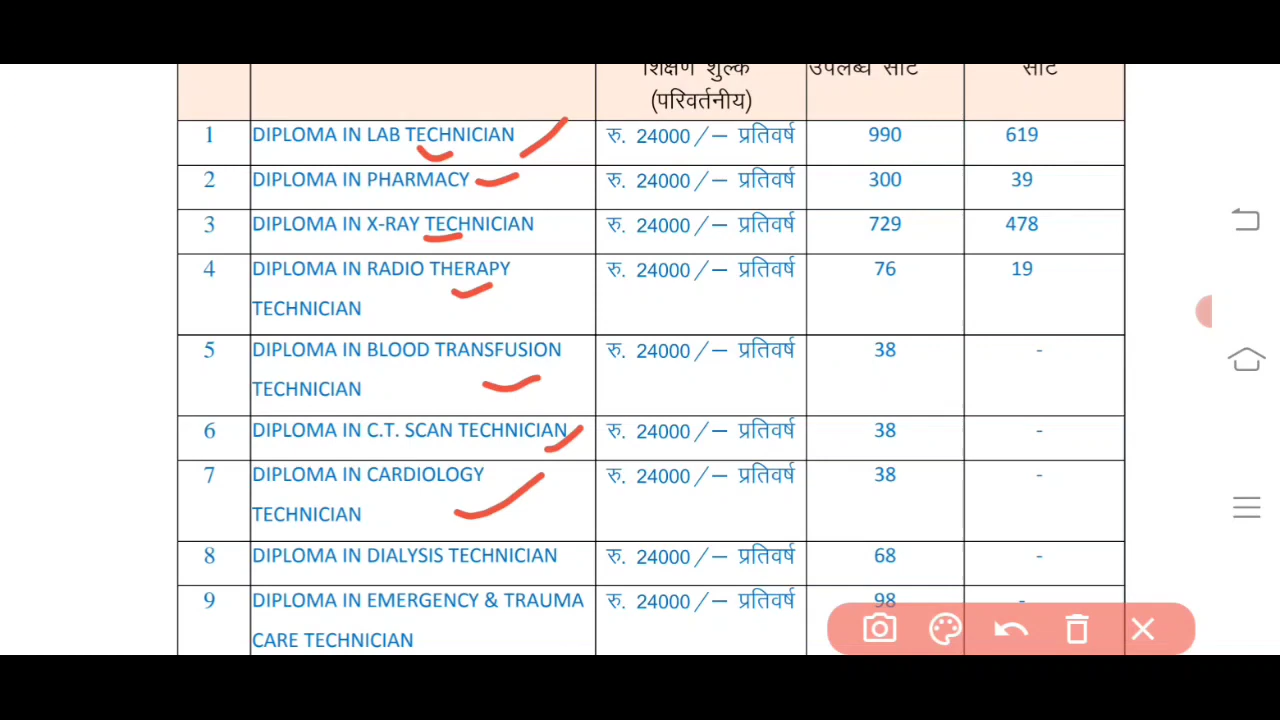 शिक्षण शुल्क उपलब्ध सीट सीट
(परिवर्तनीय)
1 DIPLOMA IN LAB TECHNICIAN रु. 24000/– प्रतिवर्ष 990 619
2 DIPLOMA IN PHARMACY रु. 24000/– प्रतिवर्ष 300 39
3 DIPLOMA IN X-RAY TECHNICIAN रु. 24000/– प्रतिवर्ष 729 478
4 DIPLOMA IN RADIO THERAPY रु. 24000/– प्रतिवर्ष 76 19
TECHNICIAN
5 DIPLOMA IN BLOOD TRANSFUSION रु. 24000/– प्रतिवर्ष 38 -
TECHNICIAN
6 DIPLOMA IN C.T. SCAN TECHNICIAN रु. 24000/– प्रतिवर्ष 38 -
7 DIPLOMA IN CARDIOLOGY रु. 24000/– प्रतिवर्ष 38 -
TECHNICIAN
8 DIPLOMA IN DIALYSIS TECHNICIAN रु. 24000/– प्रतिवर्ष 68 -
9 DIPLOMA IN EMERGENCY & TRAUMA रु. 24000/– प्रतिवर्ष 98 -
CARE TECHNICIAN